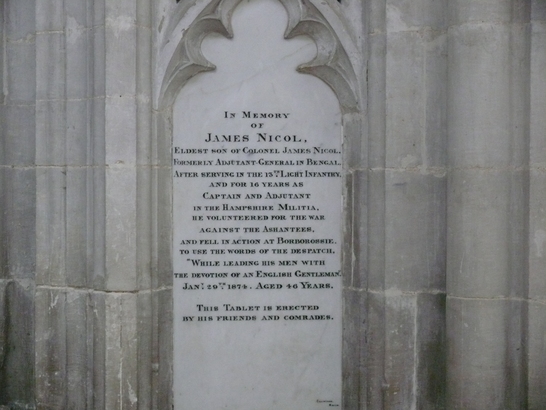 In Memory
of
James Nicol,
Eldest son of Colonel James Nicol,
Formerly Adjutant-General in Bengal.
After serving in the 13th Light Infantry,
and for 16 years as
Captain and Adjutant
in the Hampshire Militia,
he volunteered for the war
against the Ashantees,
and fell in action at Borborossie,
to use the words of the despatch,
"While leading his men with
the devotion of an English Gentleman".
Jany. 29th. 1874. Aged 46 Years.
This Tablet is erected
by his friends and comrades.